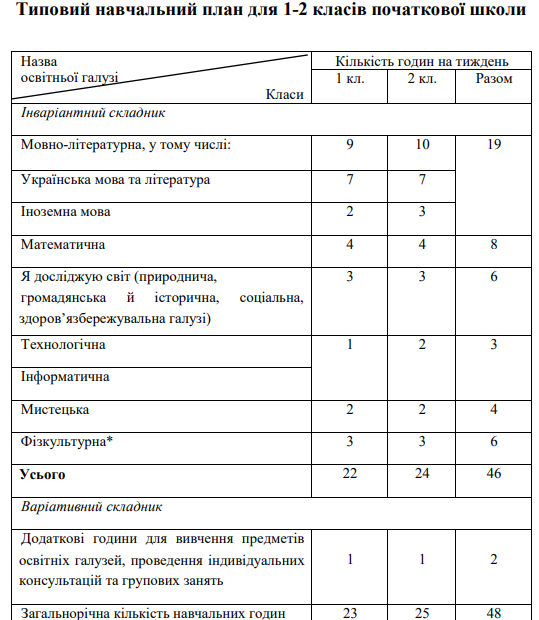 Типовий навчальний план для 1-2 класів початкової школи
Назва
освітньої галузі
Класи
Кількість годин на тиждень
1 кл. 2 кл. Разом
Інваріантний складник
Мовно-літературна, у тому числі: 9 10 19
Українська мова та література 7 7
Іноземна мова 2 3
Математична 4 4 8
Я досліджую світ (природнича, 3 3 6
громадянська й історична, соціальна,
здоров’язбережувальна галузі)
Технологічна 1 2 3
Інформатична
Мистецька 2 2 4
Фізкультурна* 3 3 6
Усього 22 24 46
Варіативний складник
Додаткові години для вивчення предметів
освітніх галузей, проведення індивідуальних 1 1 2
консультацій та групових занять
Загальнорічна кількість навчальних годин 23 25 48